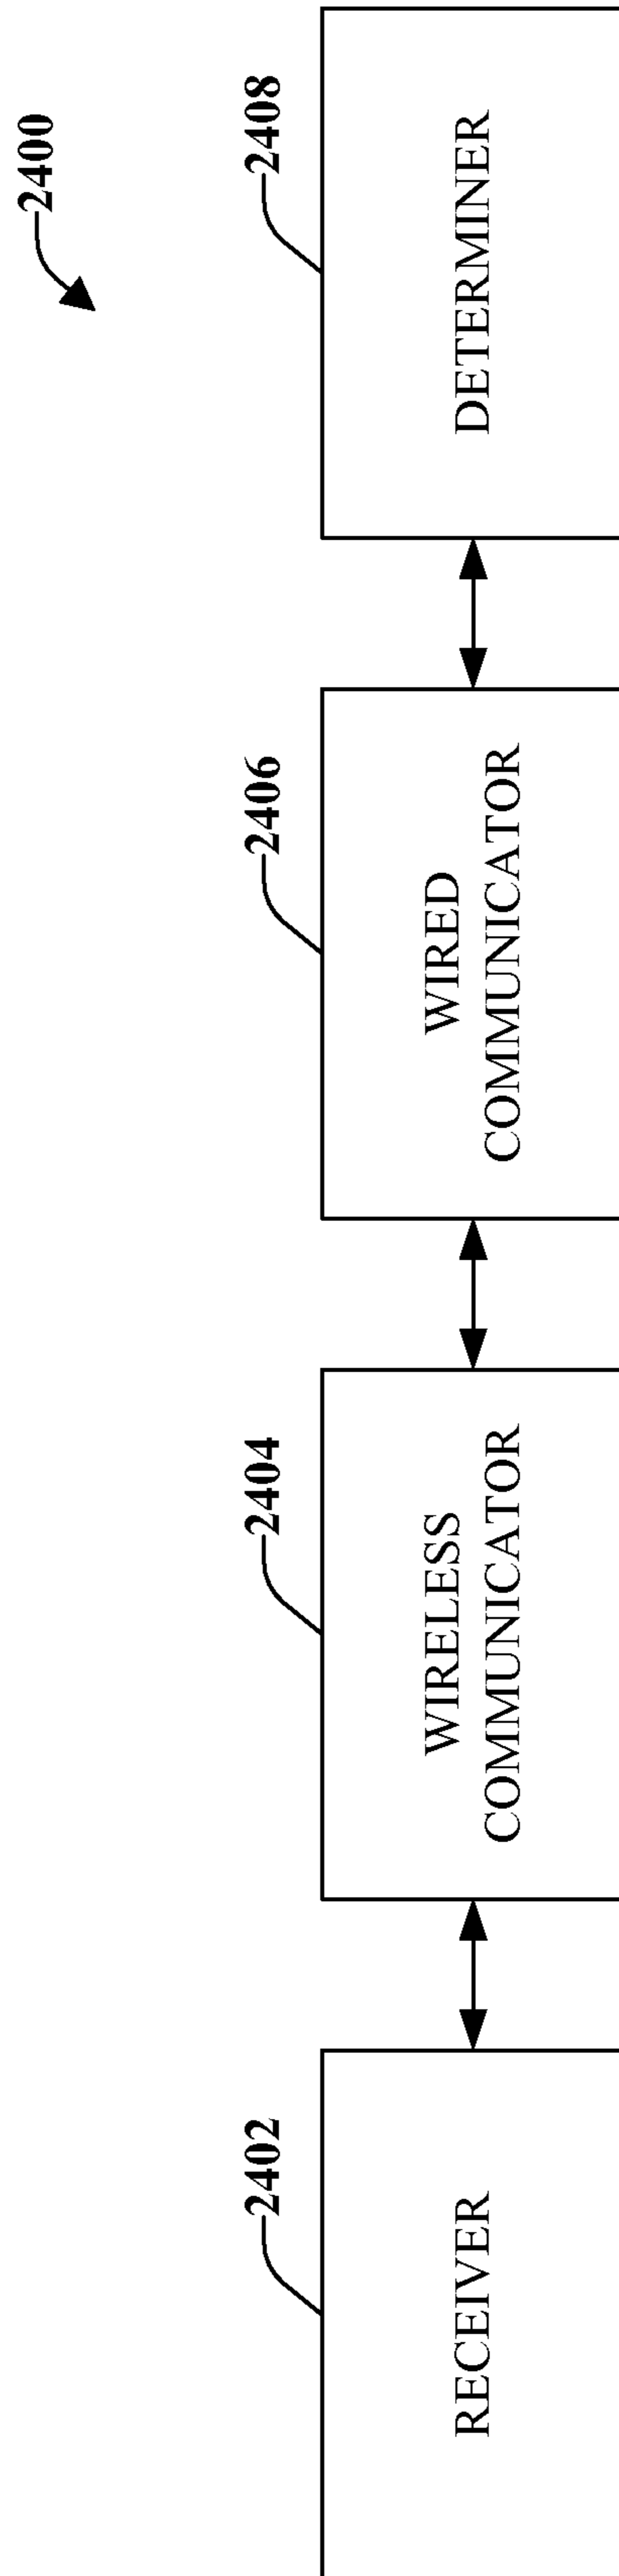 2400
2402
RECEIVER
2404
WIRELESS
COMMUNICATOR
2406
WIRED
COMMUNICATOR
2408
DETERMINER